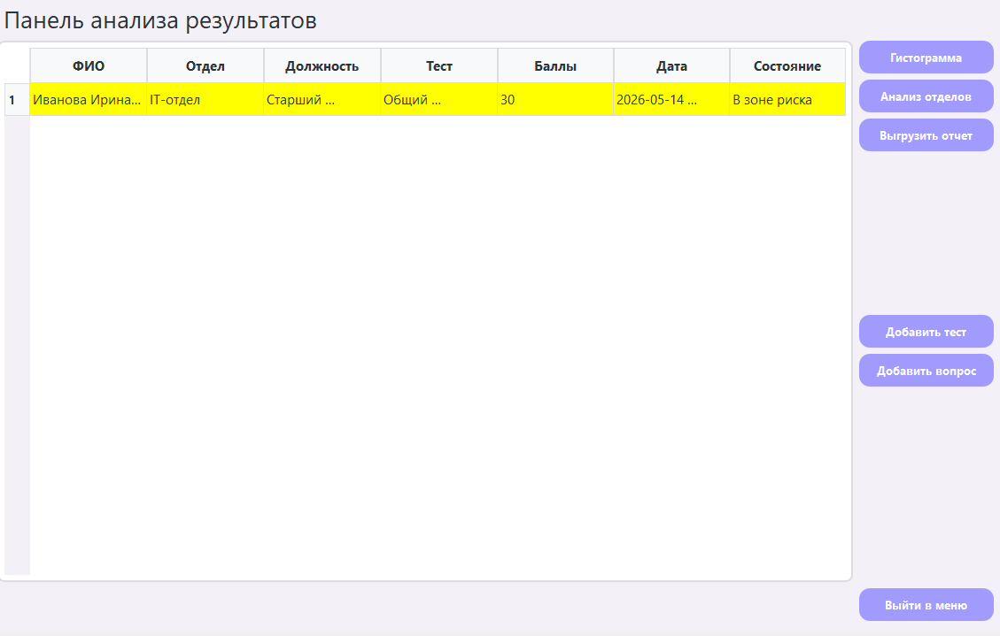 Панель анализа результатов
ФИО Отдел Должность Тест Баллы Дата Состояние
1 Иванова Ирина... IT-отдел Старший ... Общий ... 30 2026-05-14 ... В зоне риска
Гистограмма
Анализ отделов
Выгрузить отчет
Добавить тест
Добавить вопрос
Выйти в меню